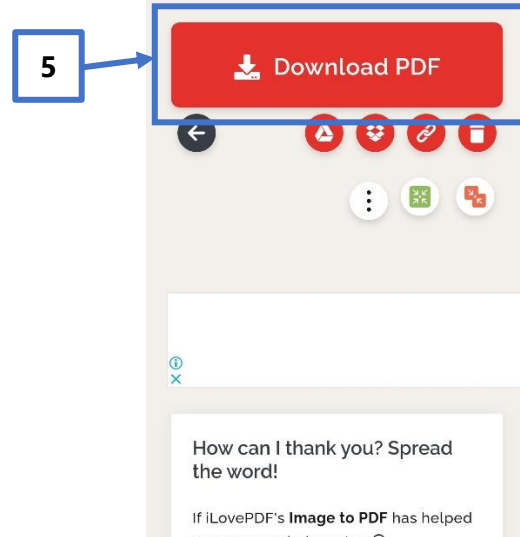 5
Download PDF
How can I thank you? Spread
the word!
If iLovePDF's Image to PDF has helped